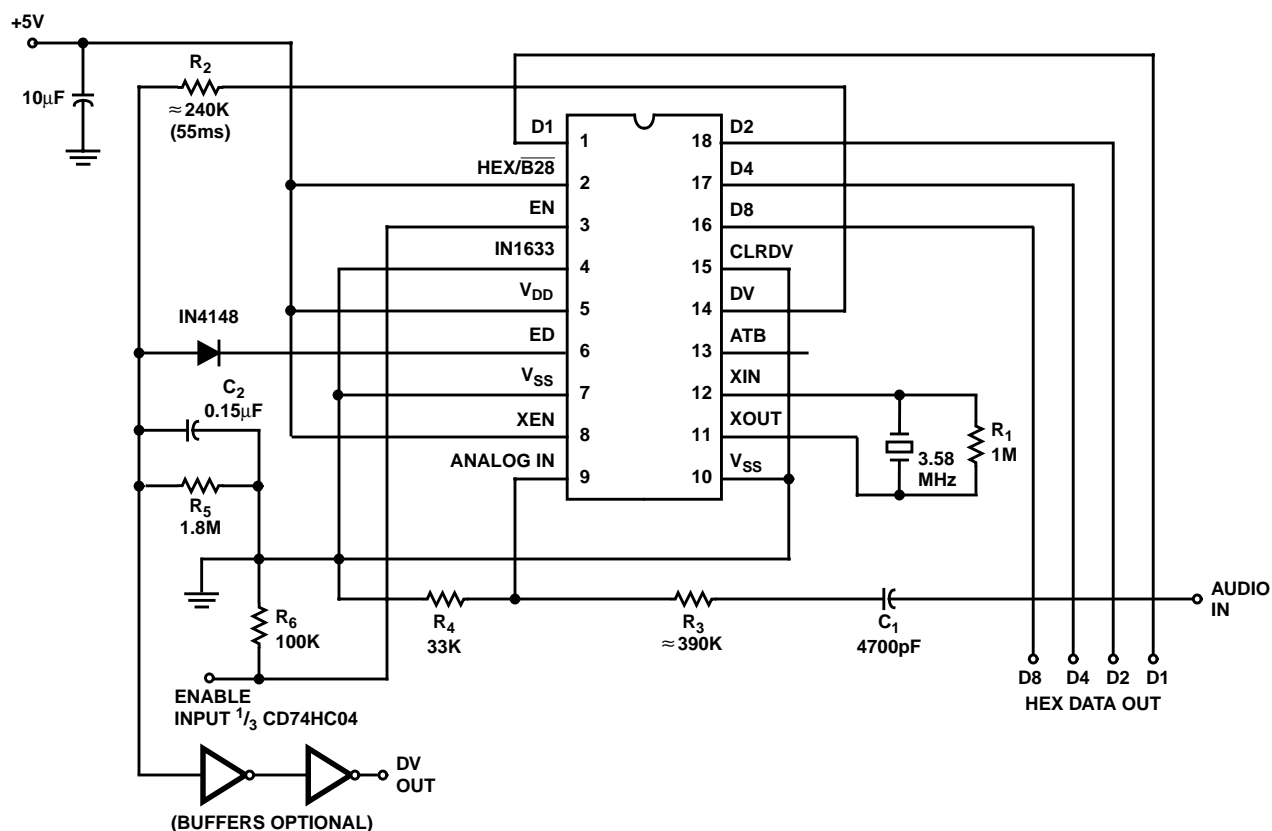 +5V
10μF
R2
≈240K
(55ms)
D1
1
HEX/B28
2
EN
3
IN1633
4
VDD
5
ED
6
VSS
7
XEN
8
ANALOG IN
9
D2
18
D4
17
D8
16
CLRDV
15
DV
14
ATB
13
XIN
12
XOUT
11
VSS
10
IN4148
C2
0.15μF
R5
1.8M
R6
100K
3.58
MHz
R1
1M
R4
33K
R3
≈390K
C1
4700pF
AUDIO
IN
D8 D4 D2 D1
HEX DATA OUT
ENABLE
INPUT 1/3 CD74HC04
DV
OUT
(BUFFERS OPTIONAL)